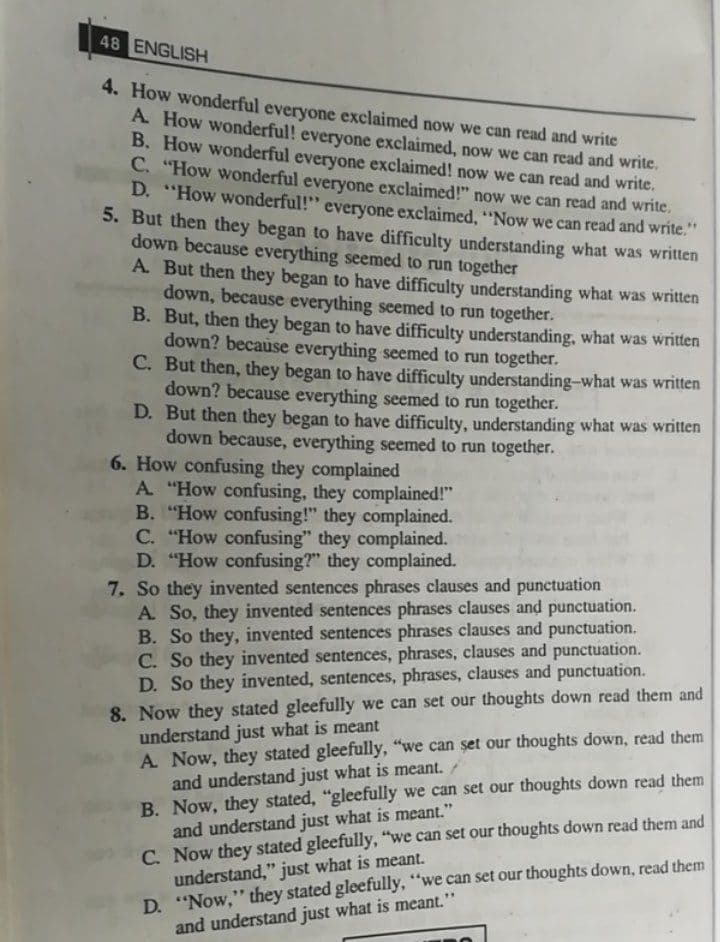 48 ENGLISH
4. How wonderful everyone exclaimed now we can read and write
A. How wonderful! everyone exclaimed, now we can read and write.
B. How wonderful everyone exclaimed! now we can read and write.
C. “How wonderful everyone exclaimed!” now we can read and write.
D. “How wonderful!” everyone exclaimed, “Now we can read and write.”
5. But then they began to have difficulty understanding what was written
down because everything seemed to run together
A. But then they began to have difficulty understanding what was written
down, because everything seemed to run together.
B. But, then they began to have difficulty understanding, what was written
down? because everything seemed to run together.
C. But then, they began to have difficulty understanding–what was written
down? because everything seemed to run together.
D. But then they began to have difficulty, understanding what was written
down because, everything seemed to run together.
6. How confusing they complained
A. “How confusing, they complained!”
B. “How confusing!” they complained.
C. “How confusing” they complained.
D. “How confusing?” they complained.
7. So they invented sentences phrases clauses and punctuation
A. So, they invented sentences phrases clauses and punctuation.
B. So they, invented sentences phrases clauses and punctuation.
C. So they invented sentences, phrases, clauses and punctuation.
D. So they invented, sentences, phrases, clauses and punctuation.
8. Now they stated gleefully we can set our thoughts down read them and
understand just what is meant
A. Now, they stated gleefully, “we can set our thoughts down, read them
and understand just what is meant.
B. Now, they stated, “gleefully we can set our thoughts down read them
and understand just what is meant.”
C. Now they stated gleefully, “we can set our thoughts down read them and
understand,” just what is meant.
D. “Now,” they stated gleefully, “we can set our thoughts down, read them
and understand just what is meant.”